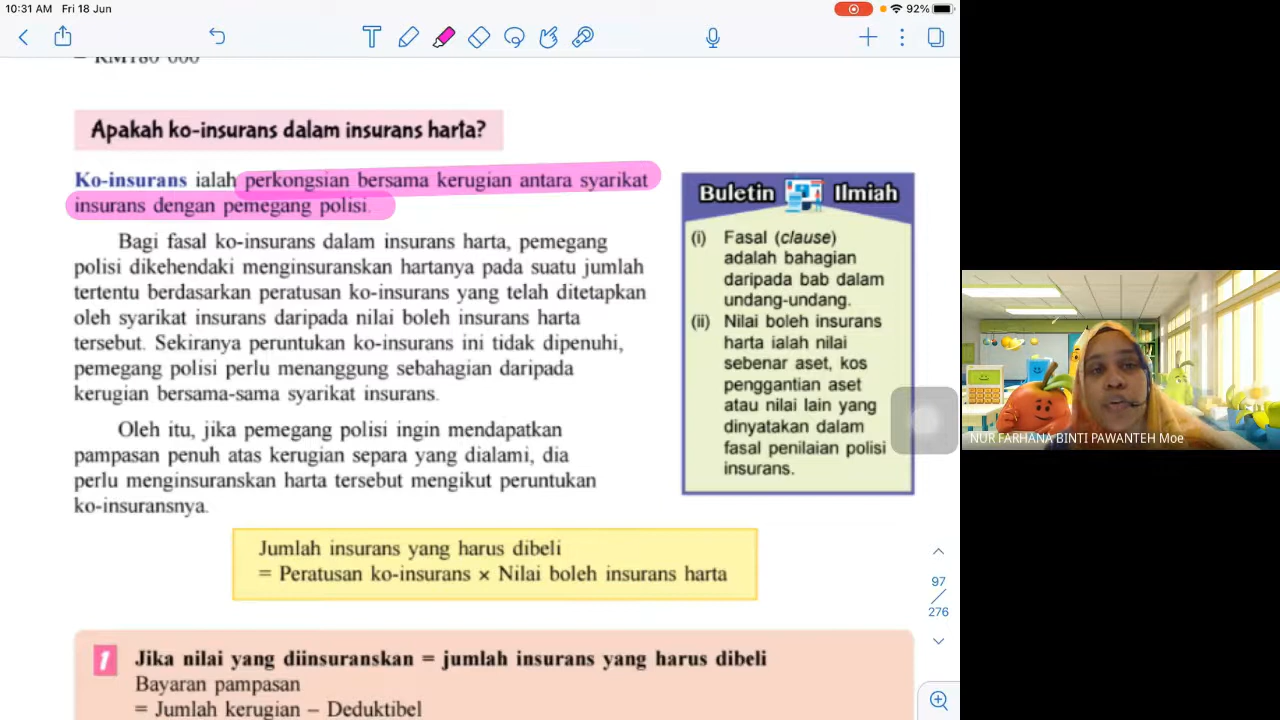 10:31 AM Fri 18 Jun
92%
= RM180 000
Apakah ko-insurans dalam insurans harta?
Ko-insurans ialah perkongsian bersama kerugian antara syarikat
insurans dengan pemegang polisi.
Bagi fasal ko-insurans dalam insurans harta, pemegang
polisi dikehendaki menginsuranskan hartanya pada suatu jumlah
tertentu berdasarkan peratusan ko-insurans yang telah ditetapkan
oleh syarikat insurans daripada nilai boleh insurans harta
tersebut. Sekiranya peruntukan ko-insurans ini tidak dipenuhi,
pemegang polisi perlu menanggung sebahagian daripada
kerugian bersama-sama syarikat insurans.
Oleh itu, jika pemegang polisi ingin mendapatkan
pampasan penuh atas kerugian separa yang dialami, dia
perlu menginsuranskan harta tersebut mengikut peruntukan
ko-insuransnya.
Buletin Ilmiah
(i) Fasal (clause)
adalah bahagian
daripada bab dalam
undang-undang.
(ii) Nilai boleh insurans
harta ialah nilai
sebenar aset, kos
penggantian aset
atau nilai lain yang
dinyatakan dalam
fasal penilaian polisi
insurans.
Jumlah insurans yang harus dibeli
= Peratusan ko-insurans × Nilai boleh insurans harta
1 Jika nilai yang diinsuranskan = jumlah insurans yang harus dibeli
Bayaran pampasan
= Jumlah kerugian – Deduktibel
97
/
276
NUR FARHANA BINTI PAWANTEH Moe